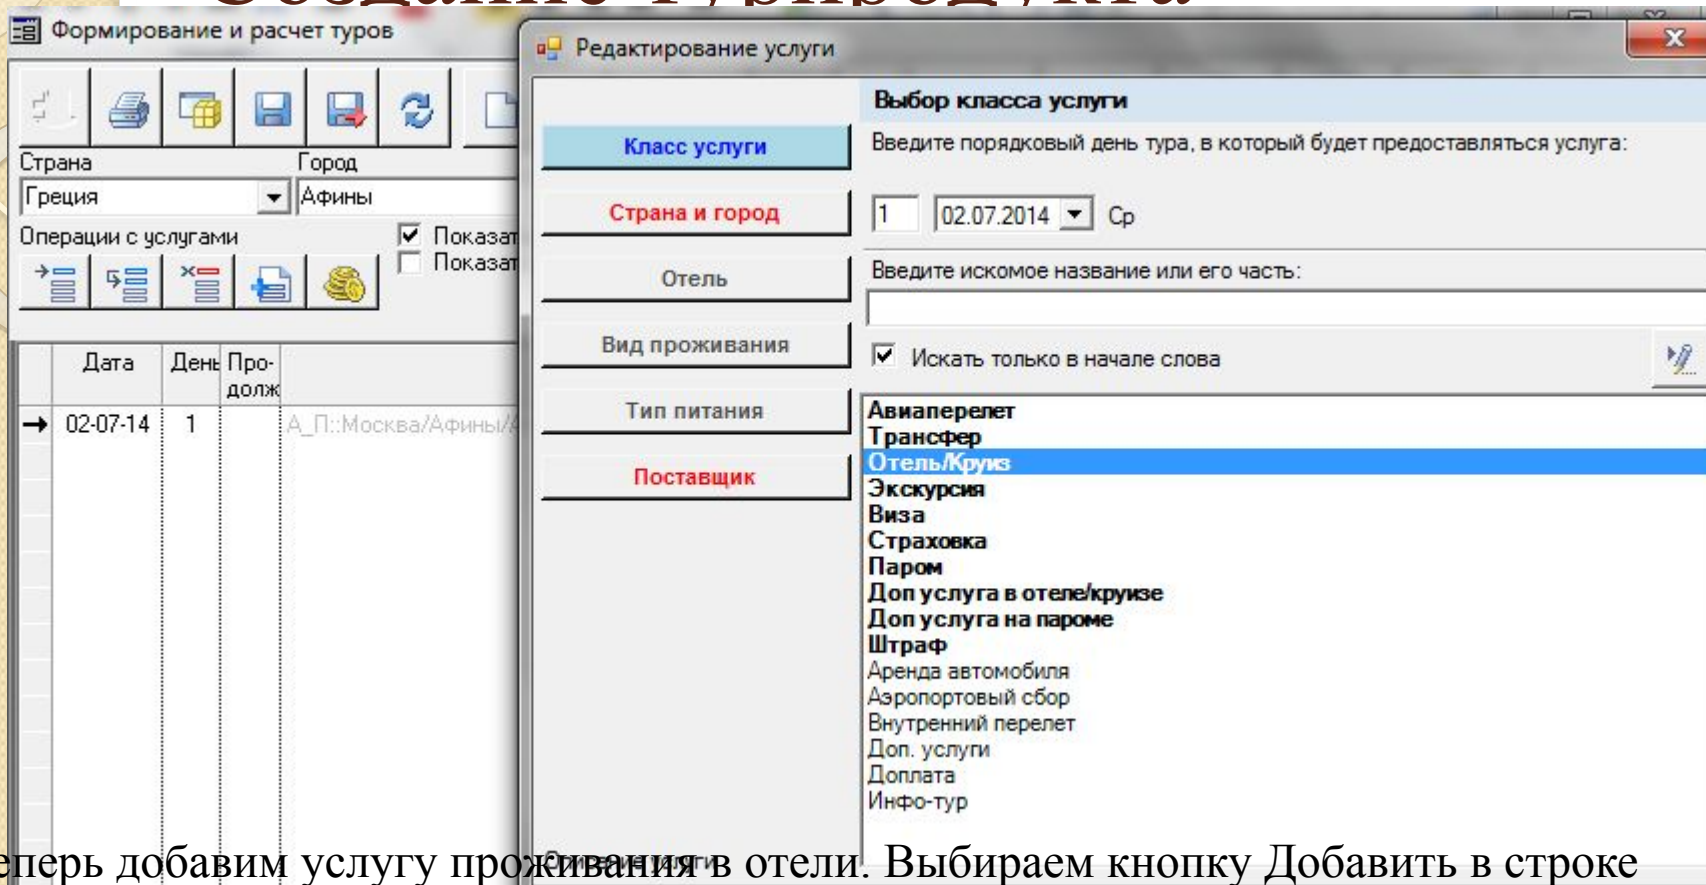 Создание турпродукта
Формирование и расчет туров
Страна Город
Греция Афины
Операции с услугами
Показат
Показат
Дата День Про-
долж
02-07-14 1 А_П::Москва/Афины/
Редактирование услуги
Класс услуги
Страна и город
Отель
Вид проживания
Тип питания
Поставщик
Выбор класса услуги
Введите порядковый день тура, в который будет предоставляться услуга:
1 02.07.2014 Ср
Введите искомое название или его часть:
Искать только в начале слова
Авиаперелет
Трансфер
Отель/Круиз
Экскурсия
Виза
Страховка
Паром
Доп услуга в отеле/круизе
Доп услуга на пароме
Штраф
Аренда автомобиля
Аэропортовый сбор
Внутренний перелет
Доп. услуги
Доплата
Инфо-тур
Описание услуги
еперь добавим услугу проживания в отели. Выбираем кнопку Добавить в строке